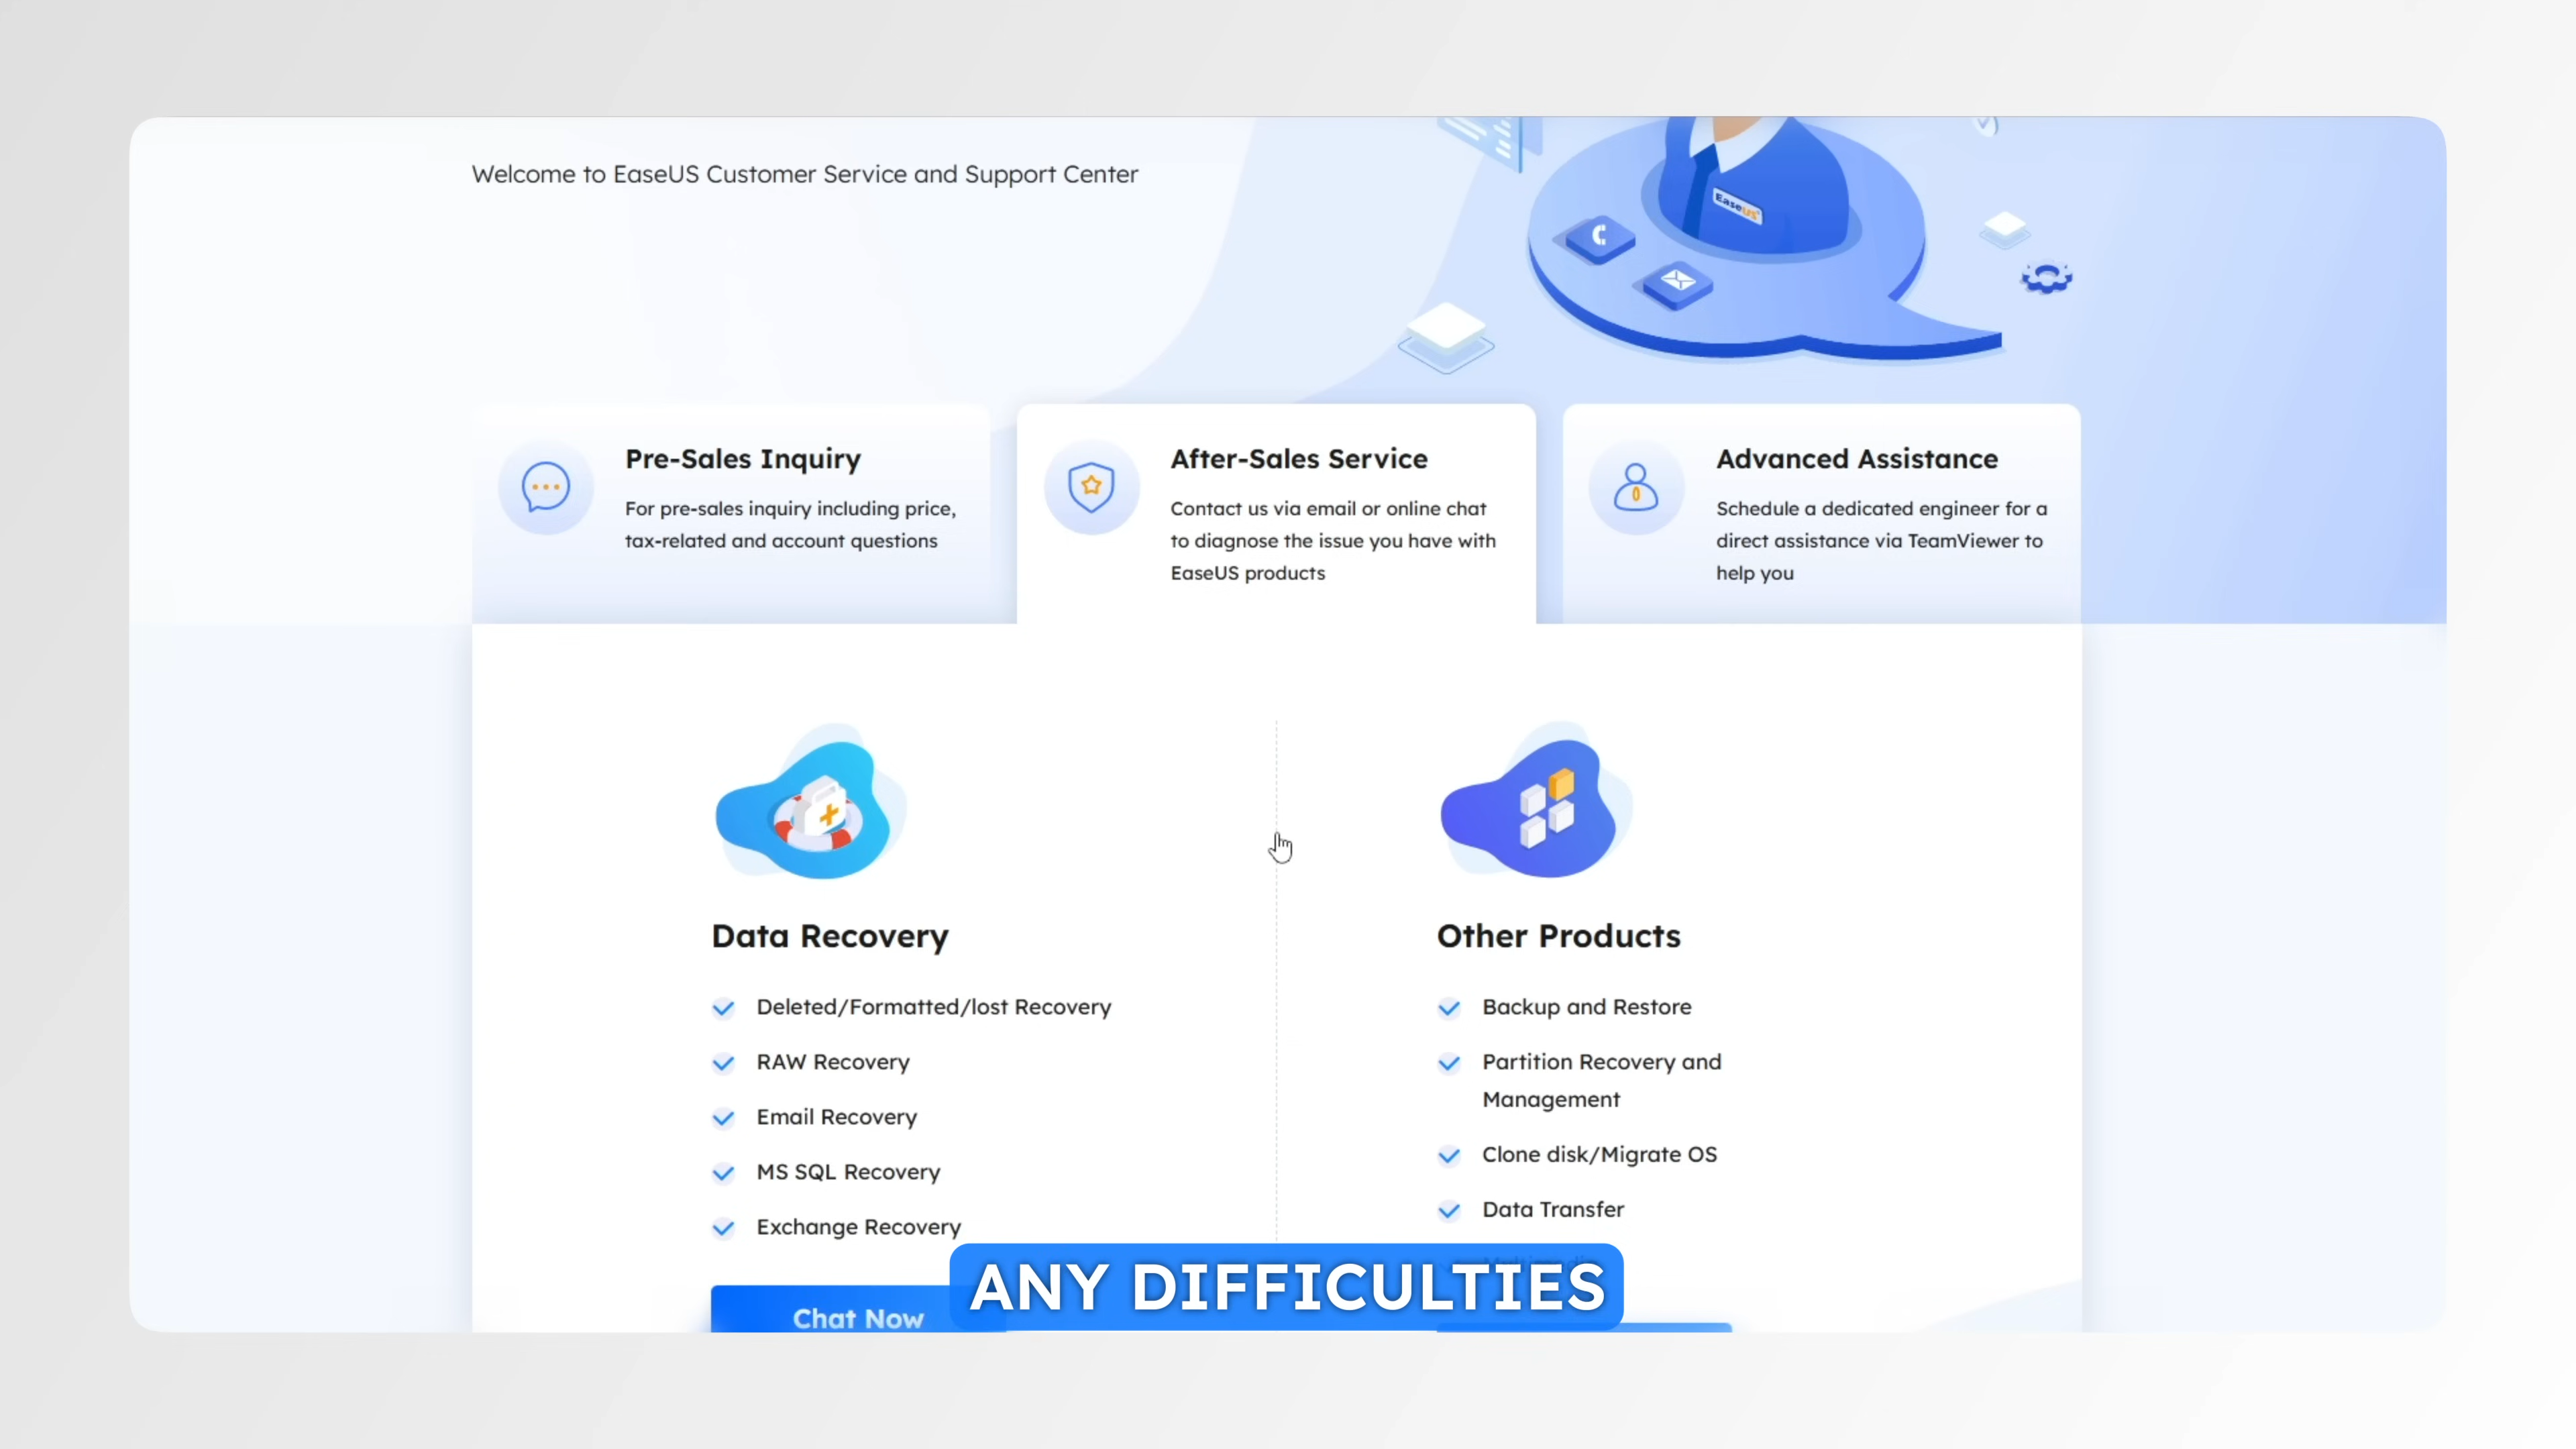 Welcome to EaseUS Customer Service and Support Center
EaseUS
Pre-Sales Inquiry
For pre-sales inquiry including price,
tax-related and account questions
After-Sales Service
Contact us via email or online chat
to diagnose the issue you have with
EaseUS products
Advanced Assistance
Schedule a dedicated engineer for a
direct assistance via TeamViewer to
help you
Data Recovery
Deleted/Formatted/lost Recovery
RAW Recovery
Email Recovery
MS SQL Recovery
Exchange Recovery
Chat Now
Other Products
Backup and Restore
Partition Recovery and
Management
Clone disk/Migrate OS
Data Transfer
ANY DIFFICULTIES